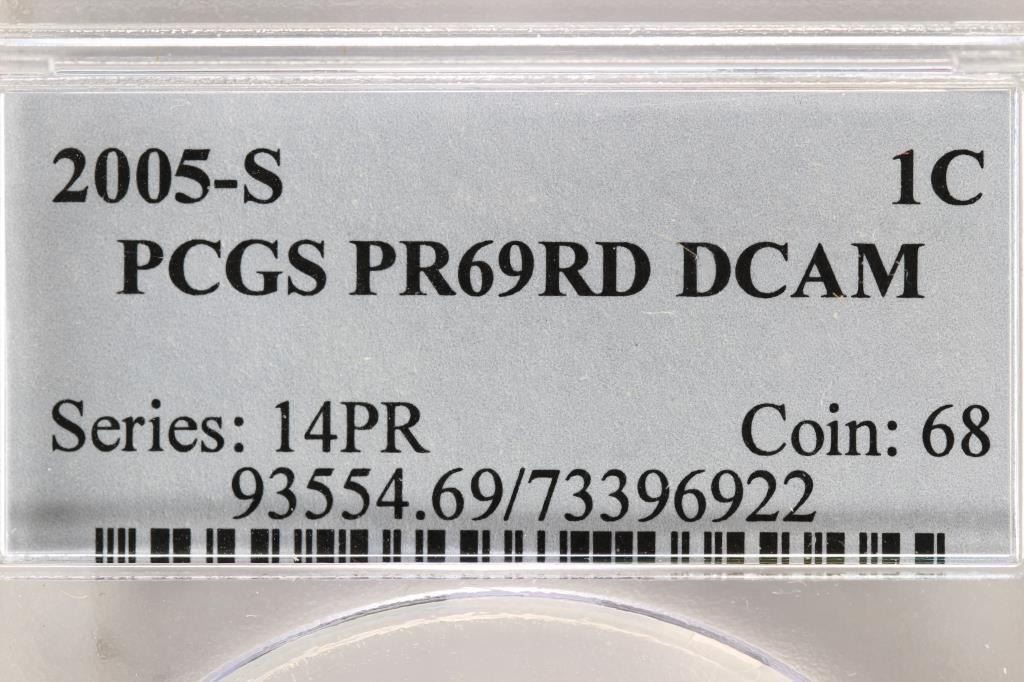 2005-S 1C
PCGS PR69RD DCAM
Series: 14PR Coin: 68
93554.69/73396922